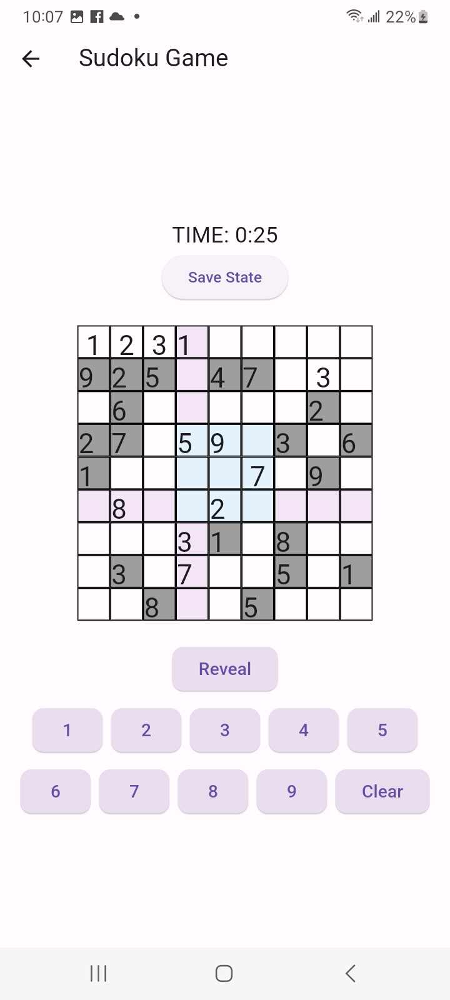 10:07 22%
Sudoku Game
TIME: 0:25
Save State
1 2 3 1
9 2 5 4 7 3
6 2
2 7 5 9 3 6
1 7 9
8 2
3 1 8
3 7 5 1
8 5
Reveal
1 2 3 4 5
6 7 8 9 Clear